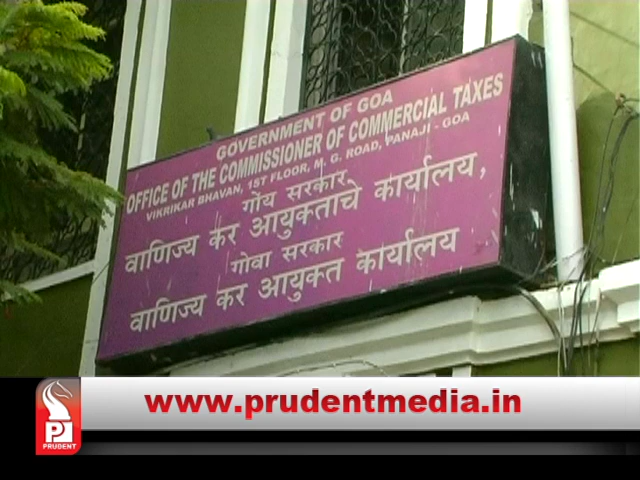 GOVERNMENT OF GOA
OFFICE OF THE COMMISSIONER OF COMMERCIAL TAXES
VIKRIKAR BHAVAN, 1ST FLOOR, M. G. ROAD, PANAJI - GOA
गोंय सरकार
वाणिज्य कर आयुक्ताचे कार्यालय,
गोवा सरकार
वाणिज्य कर आयुक्त कार्यालय
www.prudentmedia.in
P
PRUDENT